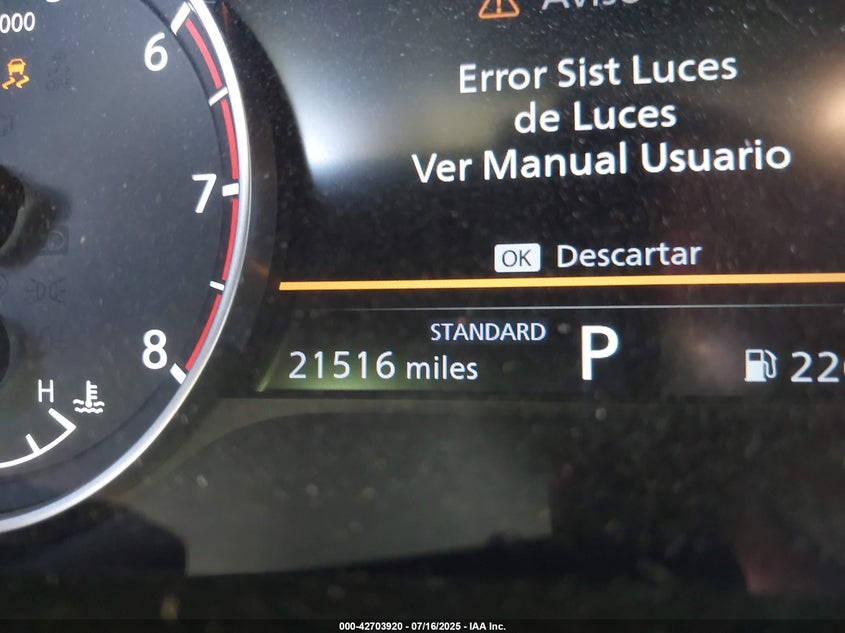 000
6
7
8
H
Aviso
Error Sist Luces
de Luces
Ver Manual Usuario
OK Descartar
STANDARD
21516 miles P 22
000-42703920 - 07/16/2025 - IAA Inc.